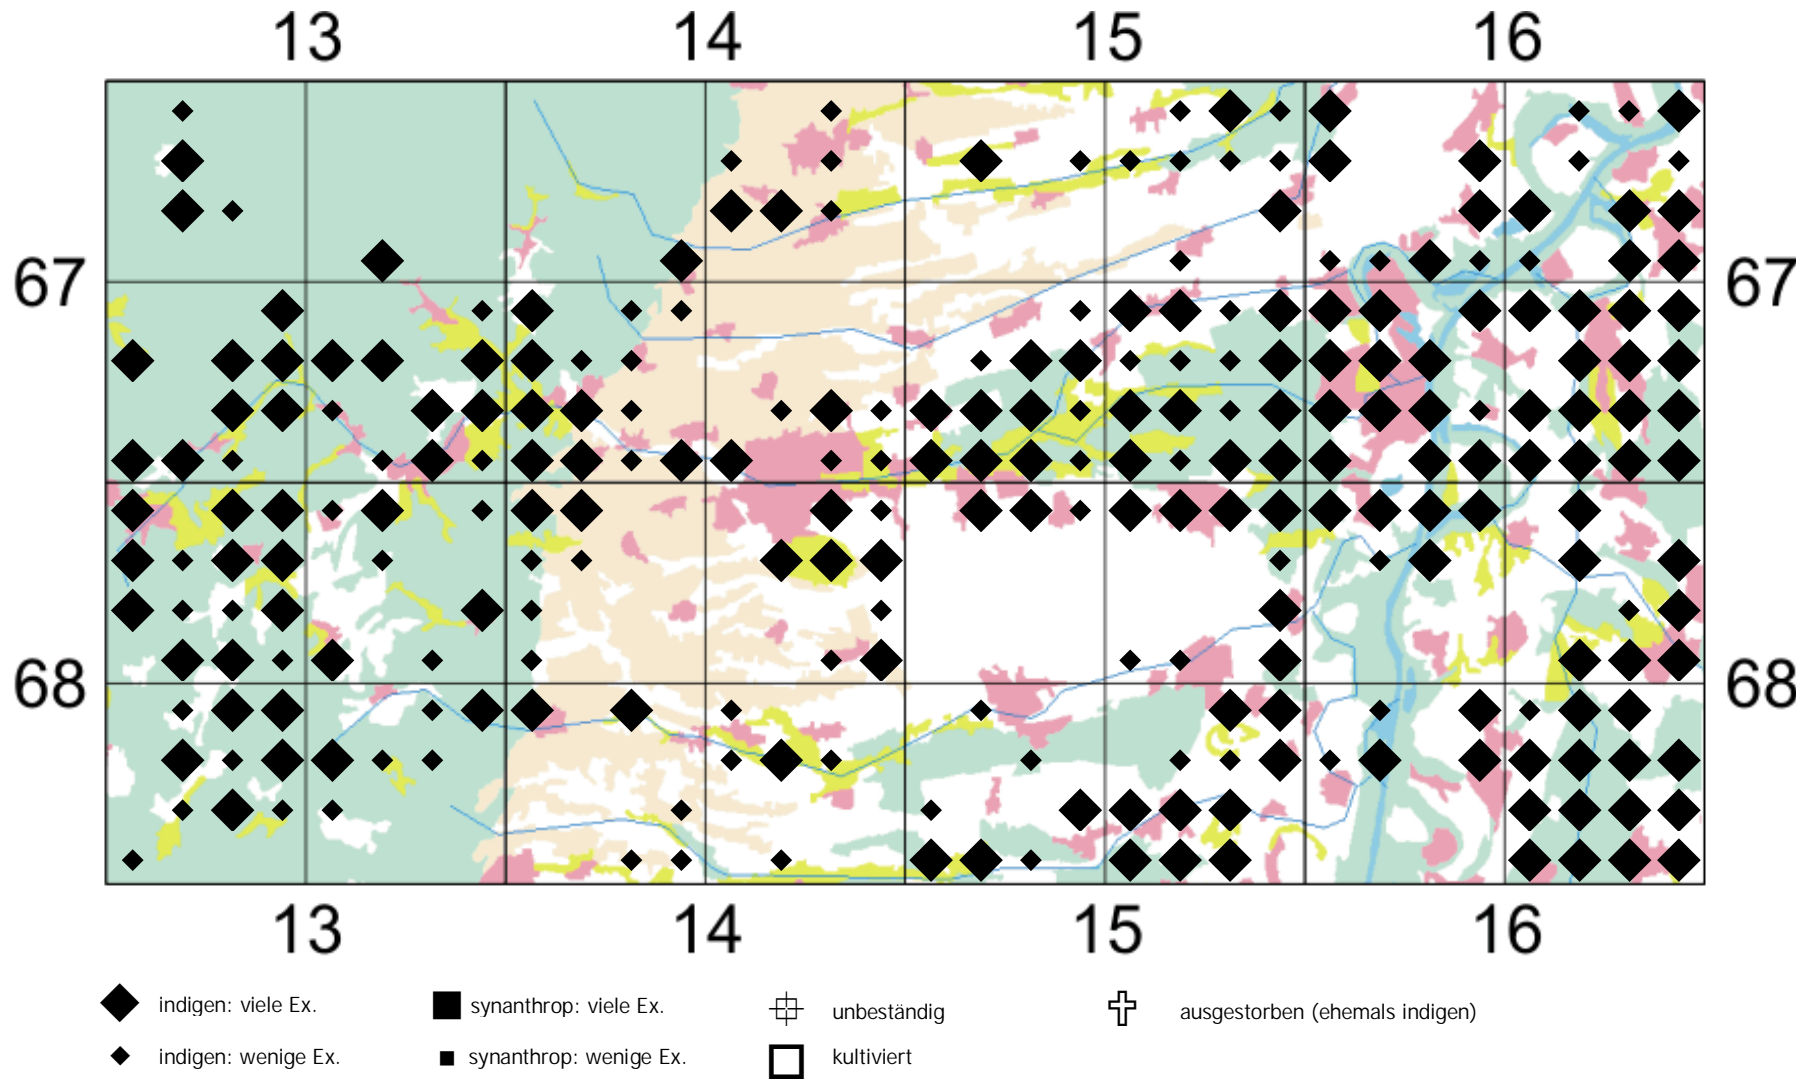 13 14 15 16
67 67
68 68
13 14 15 16
indigen: viele Ex. synanthrop: viele Ex. unbeständig ausgestorben (ehemals indigen)
indigen: wenige Ex. synanthrop: wenige Ex. kultiviert